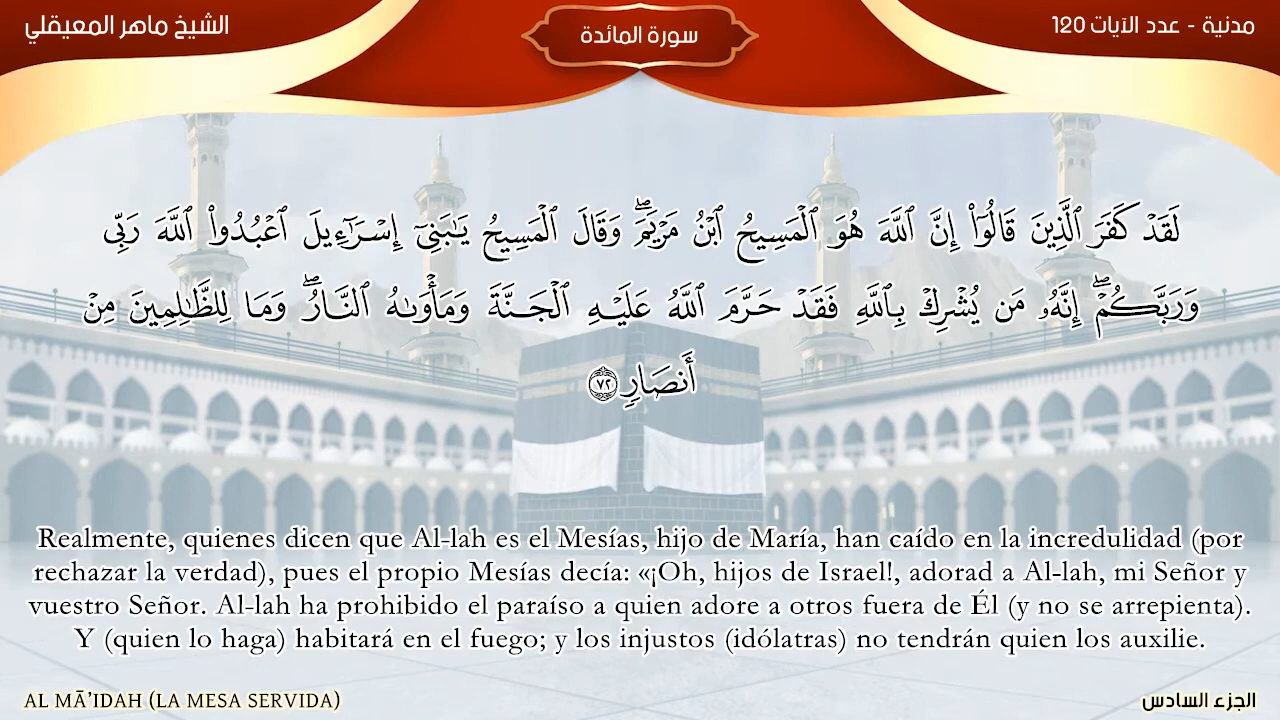 الشيخ ماهر المعيقلي
سورة المائدة
مدنية - عدد الآيات 120
لَقَدْ كَفَرَ ٱلَّذِينَ قَالُوٓا۟ إِنَّ ٱللَّهَ هُوَ ٱلْمَسِيحُ ٱبْنُ مَرْيَمَ ۖ وَقَالَ ٱلْمَسِيحُ يَـٰبَنِىٓ إِسْرَٰٓءِيلَ ٱعْبُدُوا۟ ٱللَّهَ رَبِّى
وَرَبَّكُمْ ۖ إِنَّهُۥ مَن يُشْرِكْ بِٱللَّهِ فَقَدْ حَرَّمَ ٱللَّهُ عَلَيْهِ ٱلْجَنَّةَ وَمَأْوَىٰهُ ٱلنَّارُ ۖ وَمَا لِلظَّـٰلِمِينَ مِنْ
أَنصَارٍ ٧٢
Realmente, quienes dicen que Al-lah es el Mesías, hijo de María, han caído en la incredulidad (por
rechazar la verdad), pues el propio Mesías decía: «¡Oh, hijos de Israel!, adorad a Al-lah, mi Señor y
vuestro Señor. Al-lah ha prohibido el paraíso a quien adore a otros fuera de Él (y no se arrepienta).
Y (quien lo haga) habitará en el fuego; y los injustos (idólatras) no tendrán quien los auxilie.
AL MĀ’IDAH (LA MESA SERVIDA)
الجزء السادس